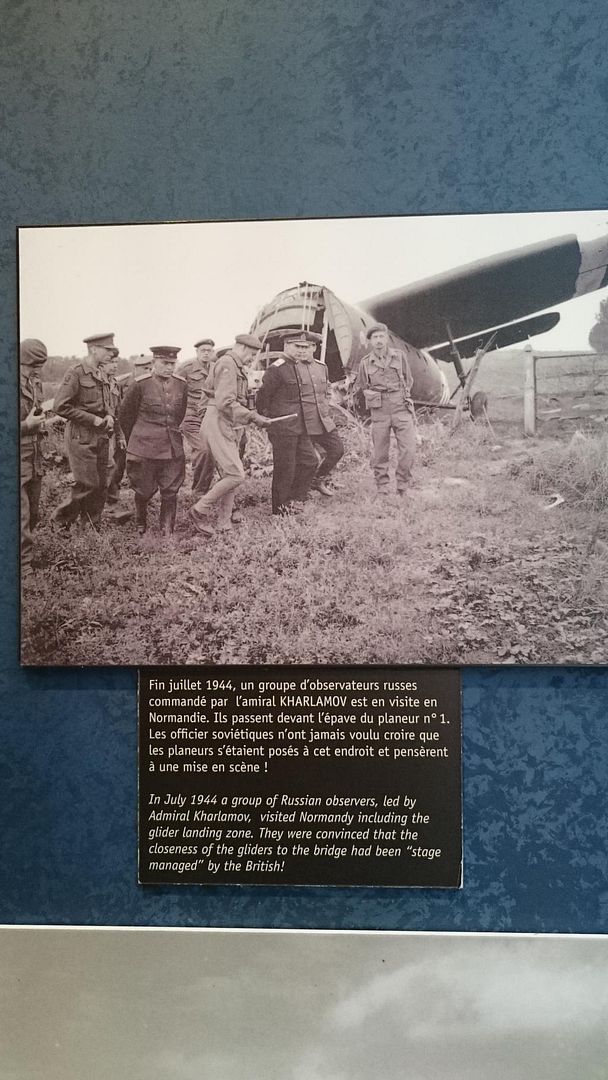 Fin juillet 1944, un groupe d'observateurs russes
commandé par l'amiral KHARLAMOV est en visite en
Normandie. Ils passent devant l'épave du planeur n°1.
Les officier soviétiques n'ont jamais voulu croire que
les planeurs s'étaient posés à cet endroit et pensèrent
à une mise en scène !
In July 1944 a group of Russian observers, led by
Admiral Kharlamov, visited Normandy including the
glider landing zone. They were convinced that the
closeness of the gliders to the bridge had been "stage
managed" by the British!